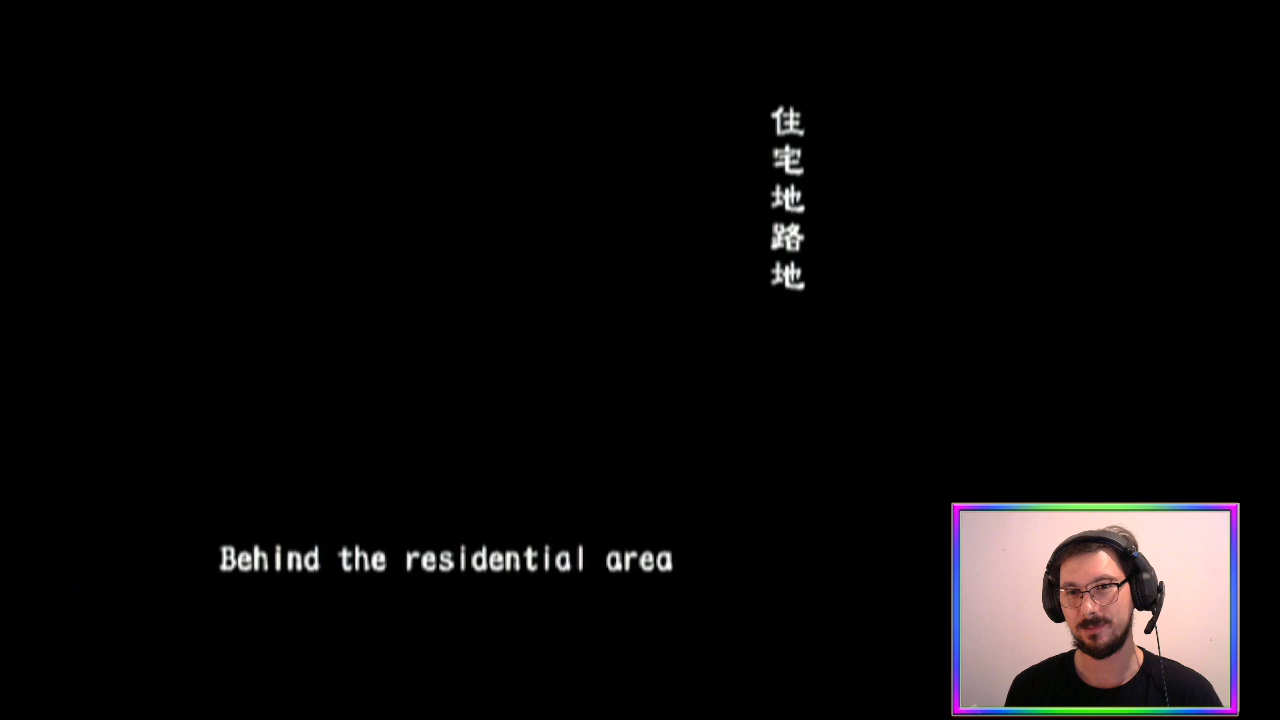 住宅地路地
Behind the residential area